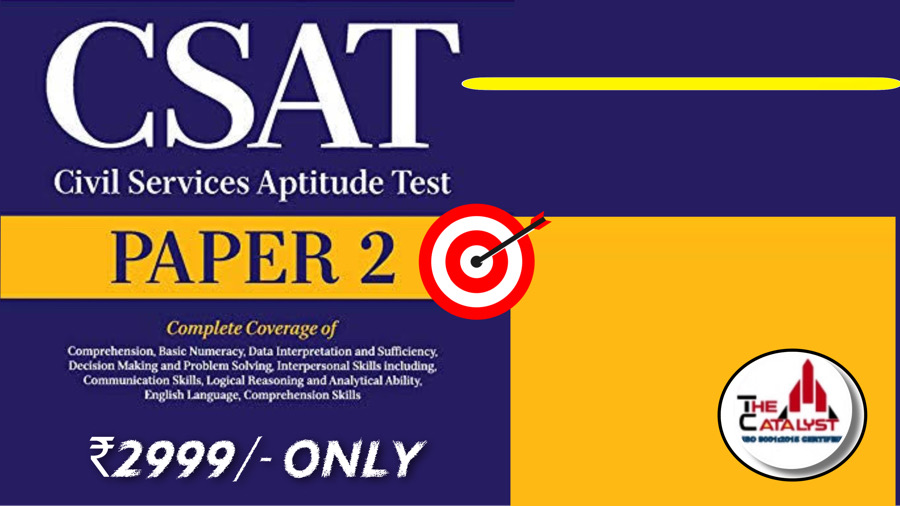 CSAT
Civil Services Aptitude Test
PAPER 2
Complete Coverage of
Comprehension, Basic Numeracy, Data Interpretation and Sufficiency,
Decision Making and Problem Solving, Interpersonal Skills including,
Communication Skills, Logical Reasoning and Analytical Ability,
English Language, Comprehension Skills
₹2999/- ONLY
THE
CATALYST
ISO 9001:2015 CERTIFIED